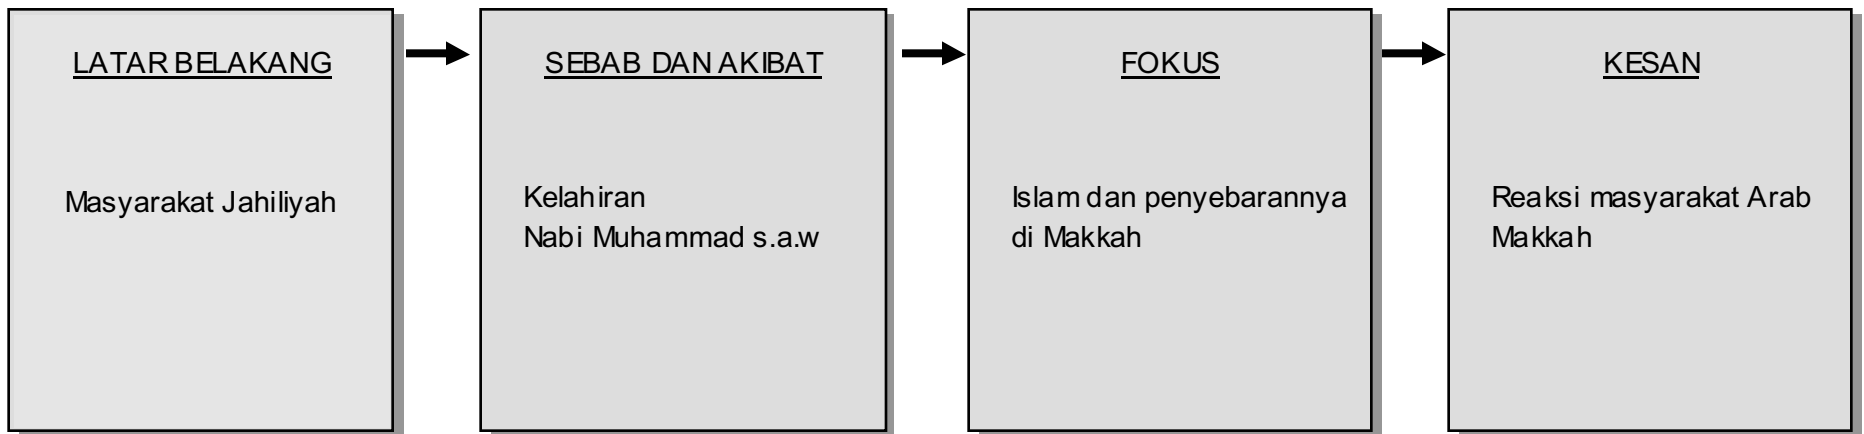 LATAR BELAKANG
Masyarakat Jahiliyah
SEBAB DAN AKIBAT
Kelahiran
Nabi Muhammad s.a.w
FOKUS
Islam dan penyebarannya
di Makkah
KESAN
Reaksi masyarakat Arab
Makkah